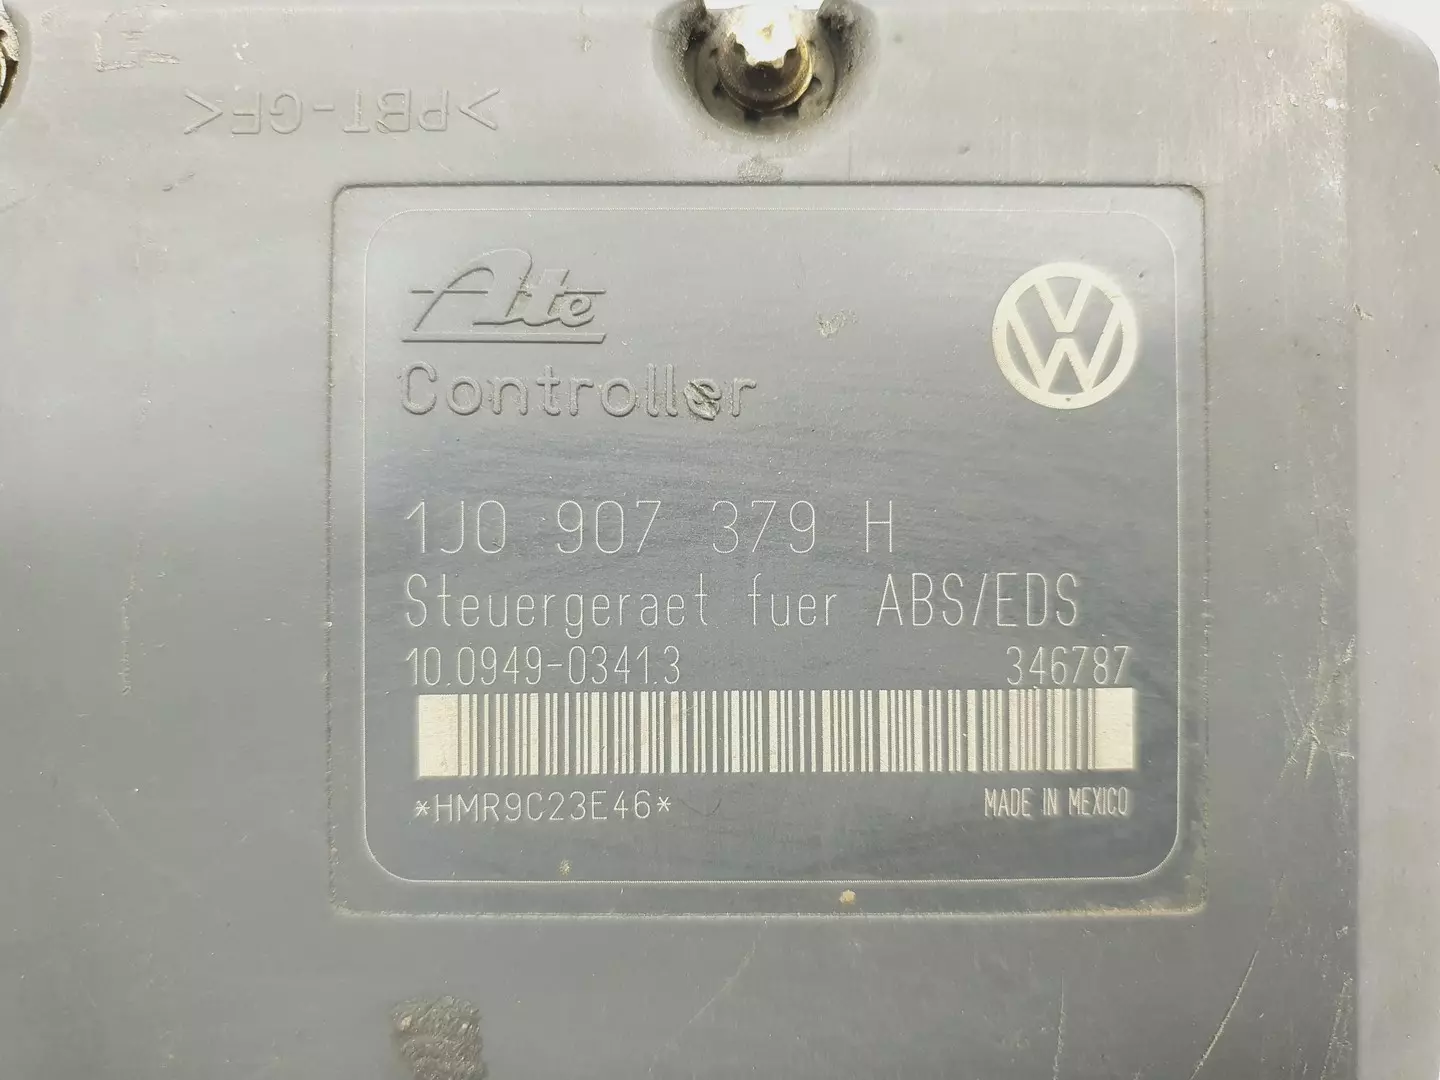 >PBT-GF<
Ate
Controller
1J0 907 379 H
Steuergeraet fuer ABS/EDS
10.0949-0341.3 346787
*HMR9C23E46* MADE IN MEXICO